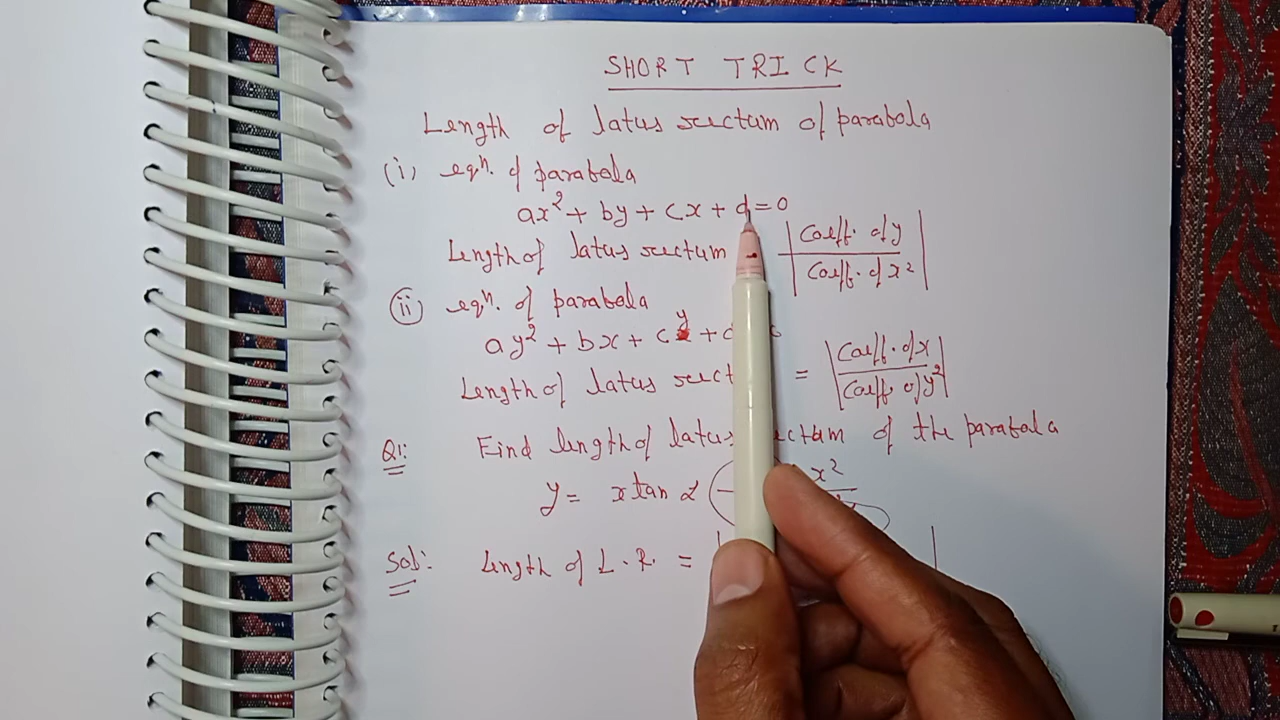 SHORT TRICK
Length of latus rectum of parabola
(i) eqⁿ. of parabola
ax² + by + cx + d = 0
Length of latus rectum |Coeff. of y / Coeff. of x²|
(ii) eqⁿ. of parabola
ay² + bx + cy +
Length of latus = |Coeff. of x / Coeff. of y²|
Q1: Find length of latus rectum of the parabola
y = x tan α - x²
Sol: Length of L.R. =